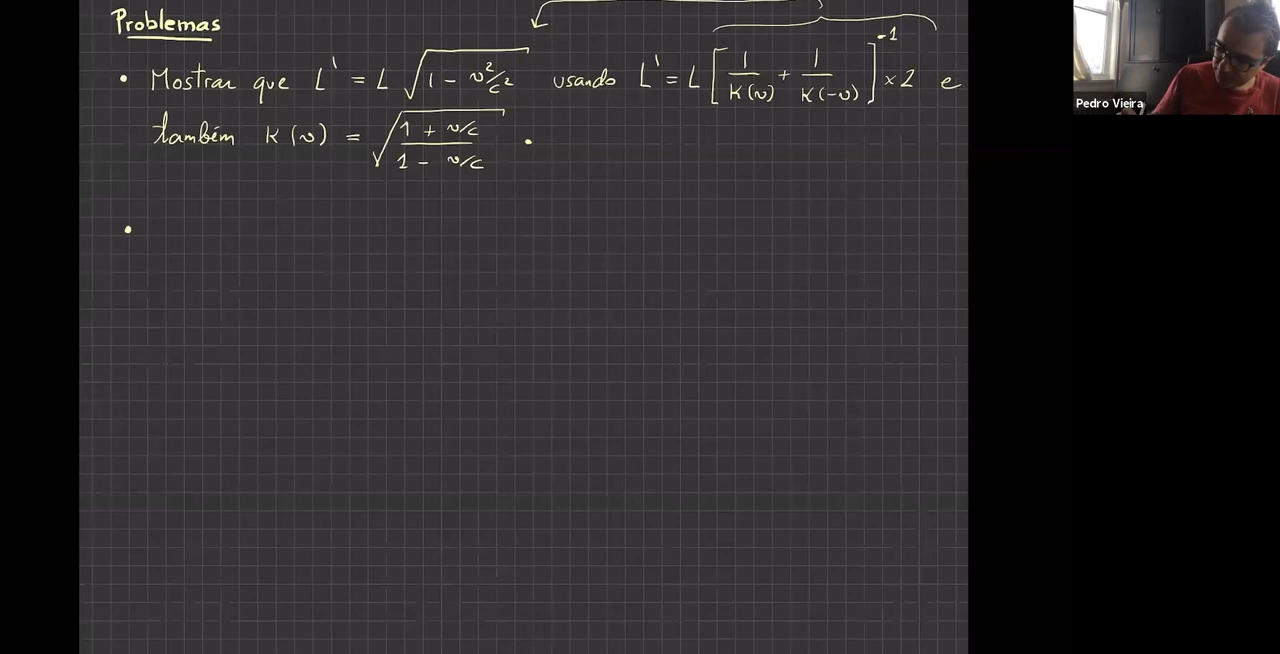 Problemas
• Mostrar que L' = L √(1 - v²/c²) usando L' = L [1/K(v) + 1/K(-v)]⁻¹ × 2 e
também K(v) = √((1 + v/c)/(1 - v/c)) .
•
Pedro Vieira